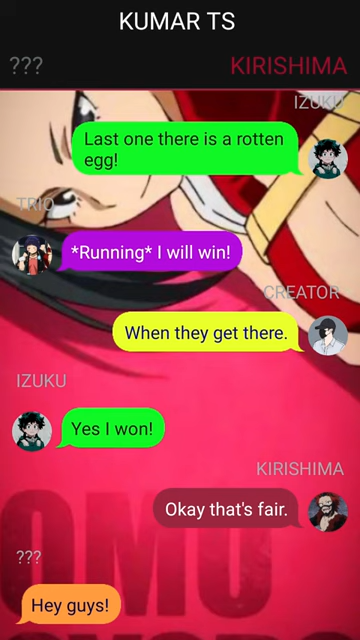 KUMAR TS
??? KIRISHIMA
IZUKU
Last one there is a rotten
egg!
TRIO
*Running* I will win!
CREATOR
When they get there.
IZUKU
Yes I won!
KIRISHIMA
Okay that's fair.
???
Hey guys!